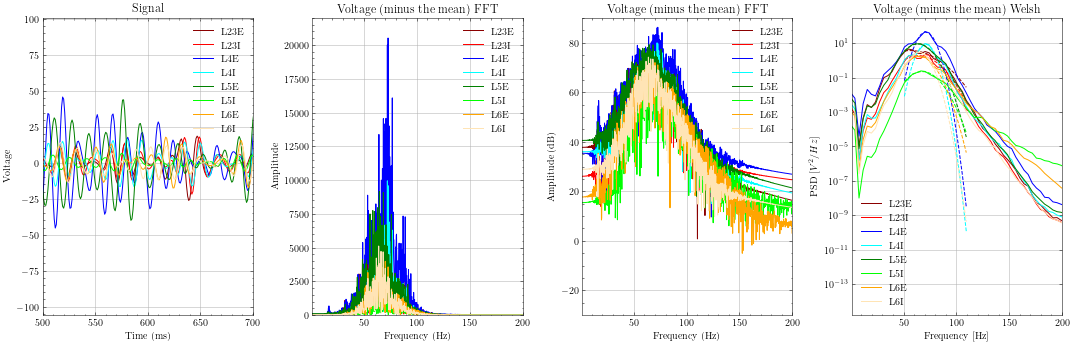 Signal
Voltage
100
75
50
25
0
−25
−50
−75
−100
500
550
600
650
700
Time (ms)
L23E
L23I
L4E
L4I
L5E
L5I
L6E
L6I
Voltage (minus the mean) FFT
Amplitude
20000
17500
15000
12500
10000
7500
5000
2500
0
50
100
150
200
Frequency (Hz)
L23E
L23I
L4E
L4I
L5E
L5I
L6E
L6I
Voltage (minus the mean) FFT
Amplitude (dB)
80
60
40
20
0
−20
50
100
150
200
Frequency (Hz)
L23E
L23I
L4E
L4I
L5E
L5I
L6E
L6I
Voltage (minus the mean) Welsh
PSD [V²/Hz]
10¹
10⁻¹
10⁻³
10⁻⁵
10⁻⁷
10⁻⁹
10⁻¹¹
10⁻¹³
50
100
150
200
Frequency [Hz]
L23E
L23I
L4E
L4I
L5E
L5I
L6E
L6I